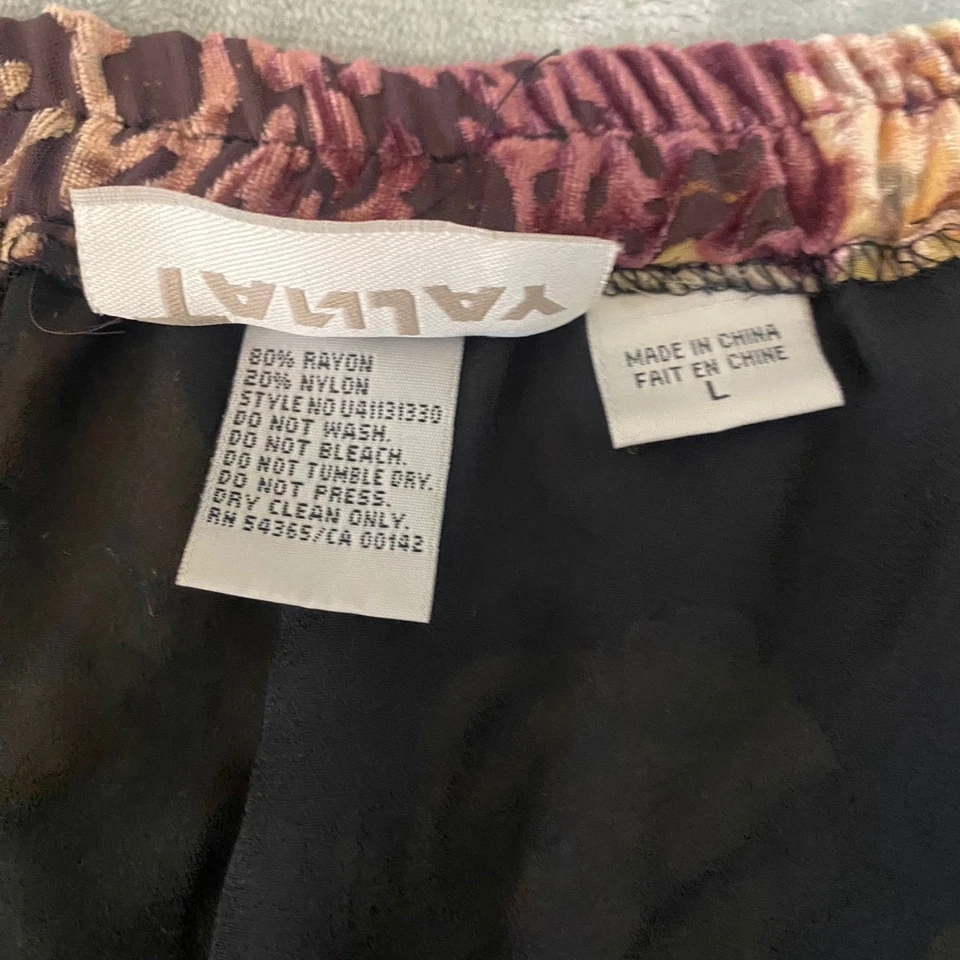 TANJAY
80% RAYON
20% NYLON
STYLE NO U41131330
DO NOT WASH.
DO NOT BLEACH.
DO NOT TUMBLE DRY.
DO NOT PRESS.
DRY CLEAN ONLY.
RN 54365/CA 00142
MADE IN CHINA
FAIT EN CHINE
L